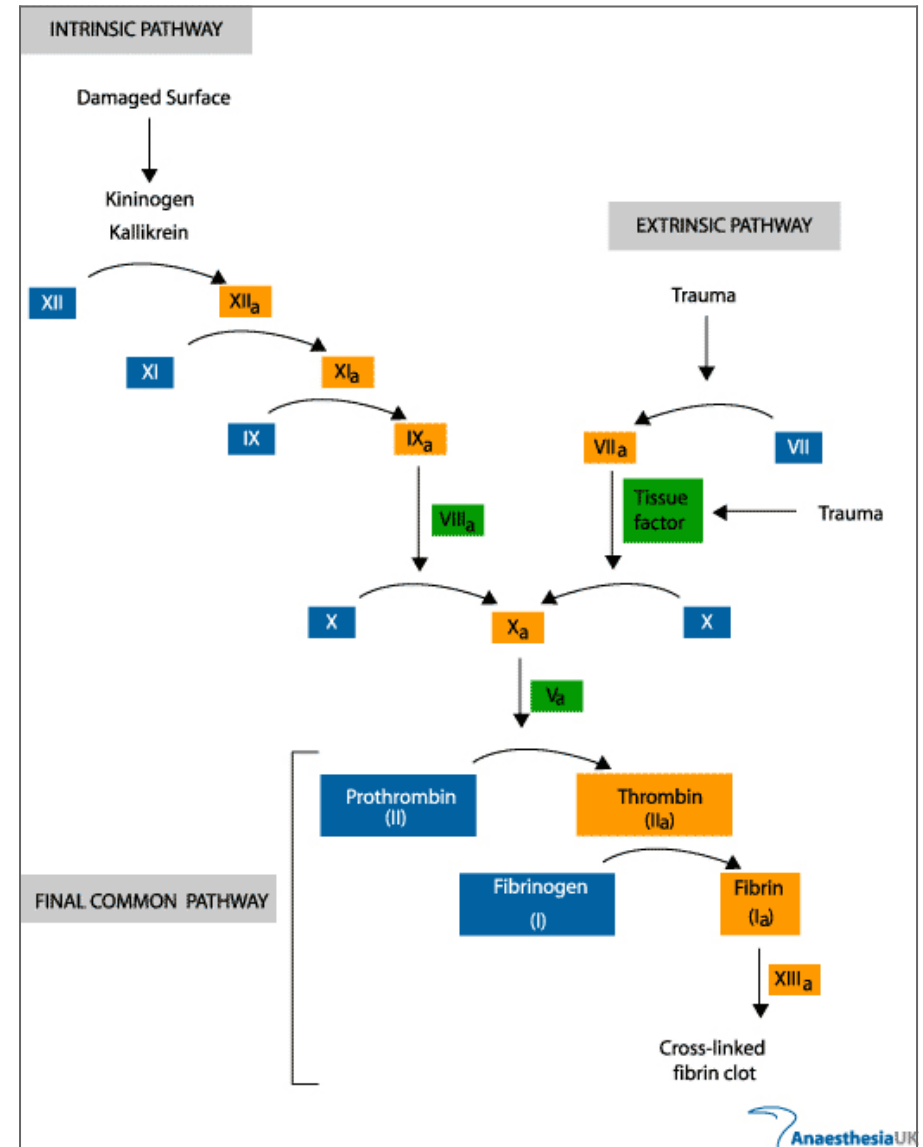 INTRINSIC PATHWAY
Damaged Surface
Kininogen
Kallikrein
EXTRINSIC PATHWAY
XII
XIIa
Trauma
XI
XIa
IX
IXa
VIIa
VII
VIIIa
Tissue
factor
Trauma
X
Xa
X
Va
Prothrombin
(II)
Thrombin
(IIa)
Fibrinogen
(I)
Fibrin
(Ia)
FINAL COMMON PATHWAY
XIIIa
Cross-linked
fibrin clot
AnaesthesiaUK